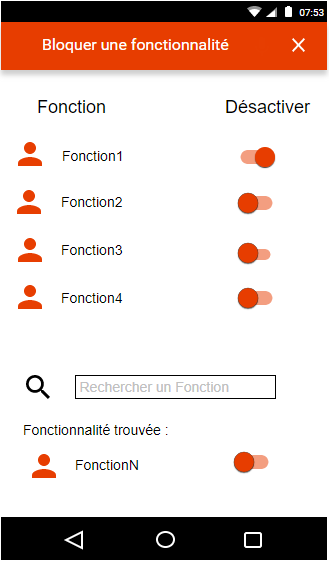 07:53
Bloquer une fonctionnalité
Fonction Désactiver
Fonction1
Fonction2
Fonction3
Fonction4
Rechercher un Fonction
Fonctionnalité trouvée :
FonctionN